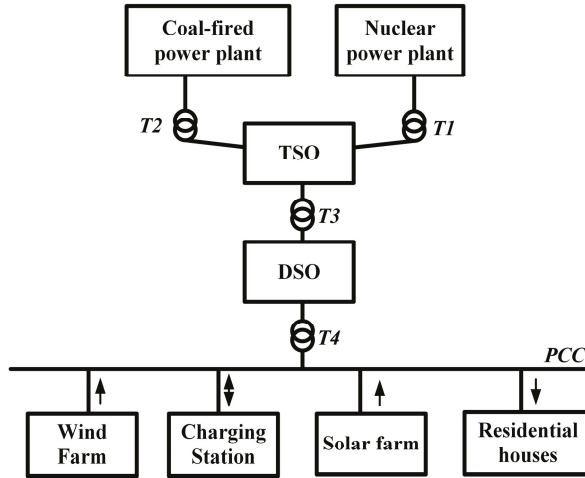 Coal-fired
power plant
Nuclear
power plant
T2
T1
TSO
T3
DSO
T4
PCC
Wind
Farm
Charging
Station
Solar farm
Residential
houses